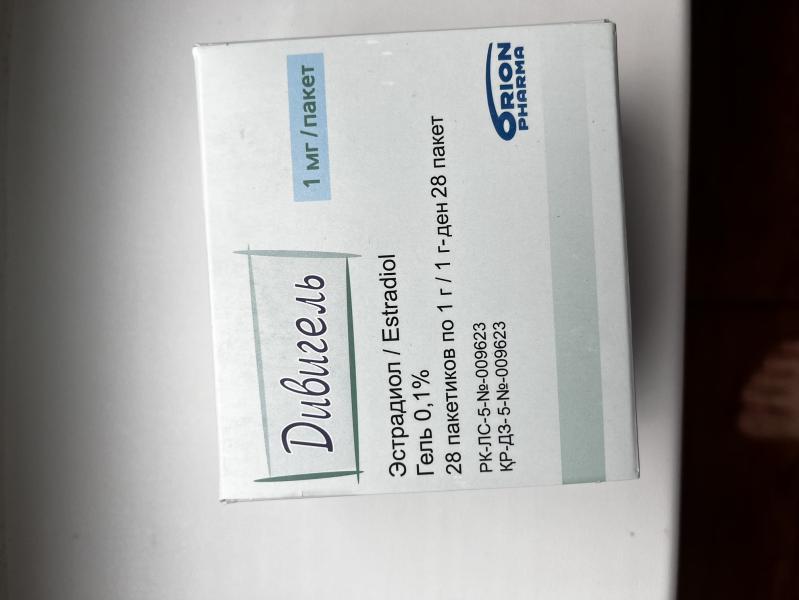 Дивигель
1 мг/пакет
Эстрадиол / Estradiol
Гель 0,1%
28 пакетиков по 1 г / 1 г-ден 28 пакет
РК-ЛС-5-№-009623
ҚР-ДЗ- 5-№-009623
ORION
PHARMA